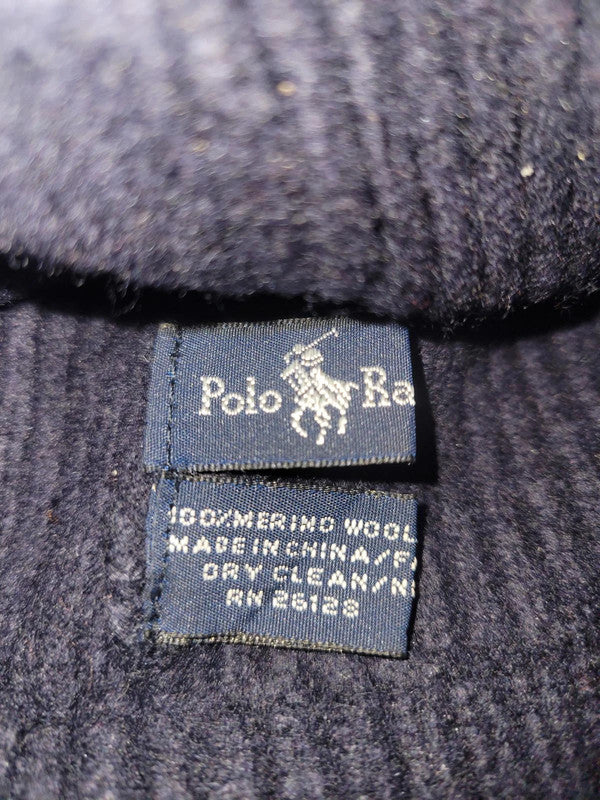 Polo Ra
100% MERINO WOOL
MADE IN CHINA/F
DRY CLEAN/N
RN 26128